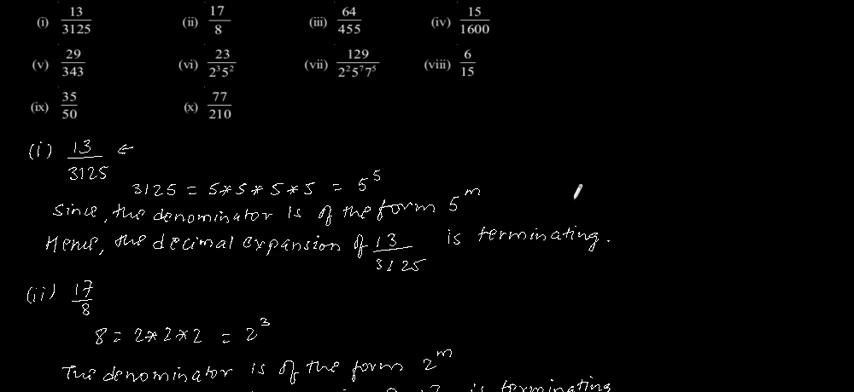 (i) 13/3125 (ii) 17/8 (iii) 64/455 (iv) 15/1600
(v) 29/343 (vi) 23/2³5² (vii) 129/2²5⁷7⁵ (viii) 6/15
(ix) 35/50 (x) 77/210
(i) 13/3125 ←
3125 = 5*5*5*5 = 5⁵
Since, the denominator is of the form 5ᵐ
Hence, the decimal expansion of 13/3125 is terminating.
(ii) 17/8
8 = 2*2*2 = 2³
The denominator is of the form 2ᵐ
17 is terminating